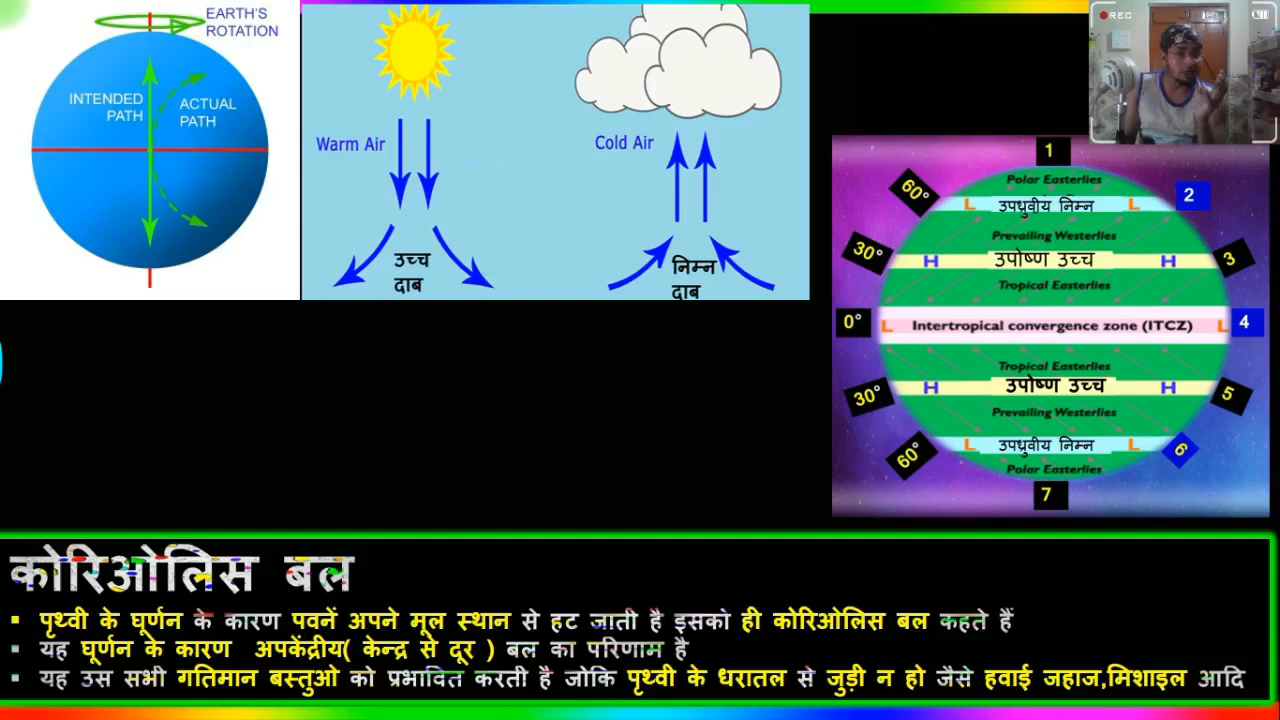 EARTH'S
ROTATION
INTENDED
PATH
ACTUAL
PATH
Warm Air
उच्च
दाब
Cold Air
निम्न
दाब
REC
1
Polar Easterlies
60°
L उपध्रुवीय निम्न L
2
Prevailing Westerlies
30°
H उपोष्ण उच्च H
3
Tropical Easterlies
0°
L Intertropical convergence zone (ITCZ) L
4
Tropical Easterlies
30°
H उपोष्ण उच्च H
5
Prevailing Westerlies
60°
L उपध्रुवीय निम्न L
6
Polar Easterlies
7
कोरिओलिस बल
पृथ्वी के घूर्णन के कारण पवनें अपने मूल स्थान से हट जाती है इसको ही कोरिओलिस बल कहते हैं
यह घूर्णन के कारण अपकेंद्रीय( केन्द्र से दूर ) बल का परिणाम है
यह उस सभी गतिमान बस्तुओ को प्रभावित करती है जोकि पृथ्वी के धरातल से जुड़ी न हो जैसे हवाई जहाज,मिशाइल आदि